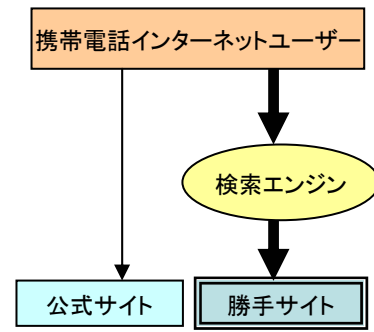 携帯電話インターネットユーザー
検索エンジン
公式サイト
勝手サイト